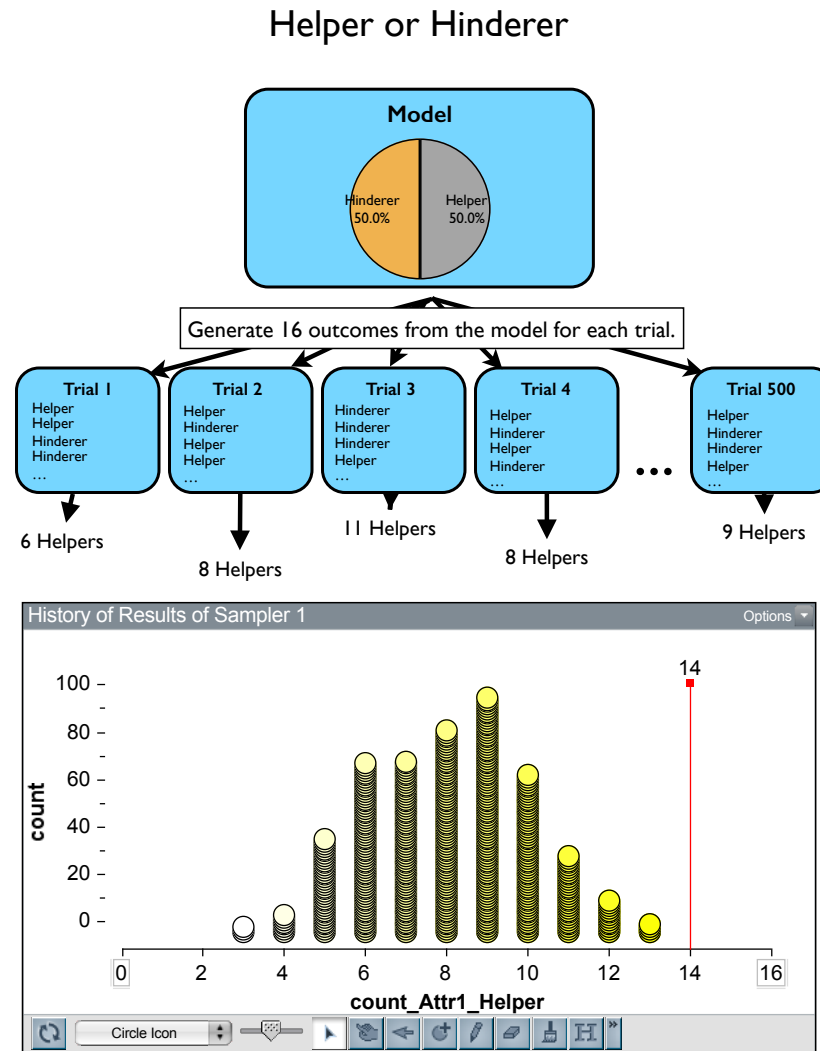 Helper or Hinderer
Model
Hinderer
50.0%
Helper
50.0%
Generate 16 outcomes from the model for each trial.
Trial 1
Helper
Helper
Hinderer
Hinderer
...
Trial 2
Helper
Hinderer
Helper
Helper
...
Trial 3
Hinderer
Hinderer
Hinderer
Helper
...
Trial 4
Helper
Hinderer
Helper
Hinderer
...
...
Trial 500
Helper
Hinderer
Hinderer
Helper
...
6 Helpers
8 Helpers
11 Helpers
8 Helpers
9 Helpers
History of Results of Sampler 1
Options
14
100
80
60
40
20
0
count
0 2 4 6 8 10 12 14 16
count_Attr1_Helper
Circle Icon
H
»